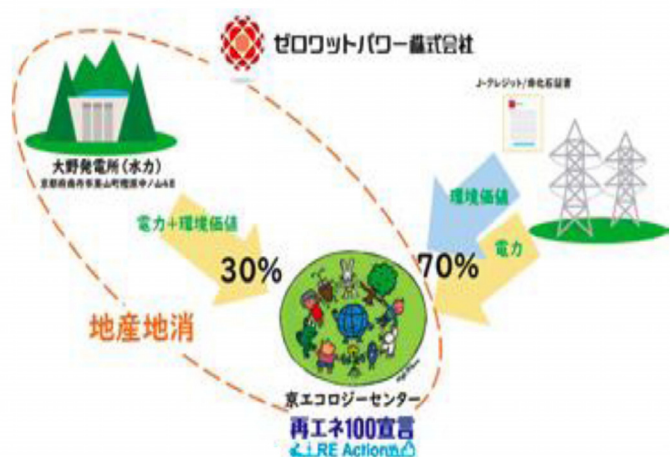 ゼロワットパワー株式会社
J-クレジット/非化石証書
大野発電所(水力)
環境価値
電力+環境価値
電力
30%
70%
地産地消
京エコロジーセンター
再エネ100宣言
RE Action